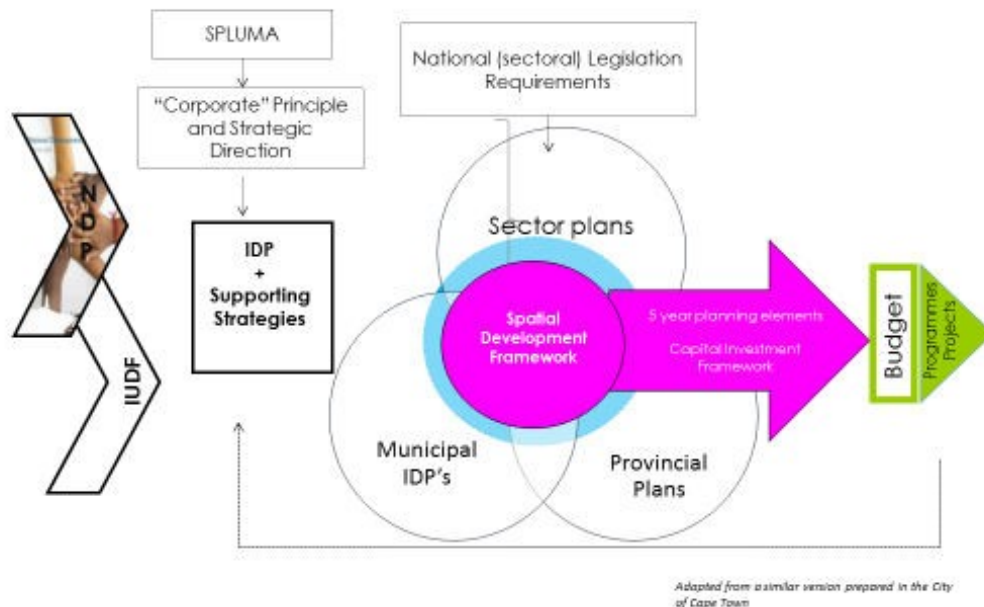 SPLUMA
National (sectoral) Legislation
Requirements
"Corporate" Principle
and Strategic
Direction
NDP
IUDF
IDP
+
Supporting
Strategies
Sector plans
Spatial
Development
Framework
5 year planning elements
Capital Investment
Framework
Budget
Programmes
Projects
Municipal
IDP's
Provincial
Plans
Adapted from a similar version prepared in the City
of Cape Town